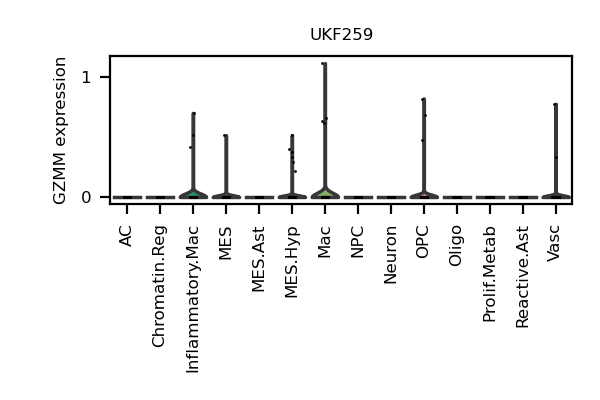 UKF259
GZMM expression
1
0
AC
Chromatin.Reg
Inflammatory.Mac
MES
MES.Ast
MES.Hyp
Mac
NPC
Neuron
OPC
Oligo
Prolif.Metab
Reactive.Ast
Vasc